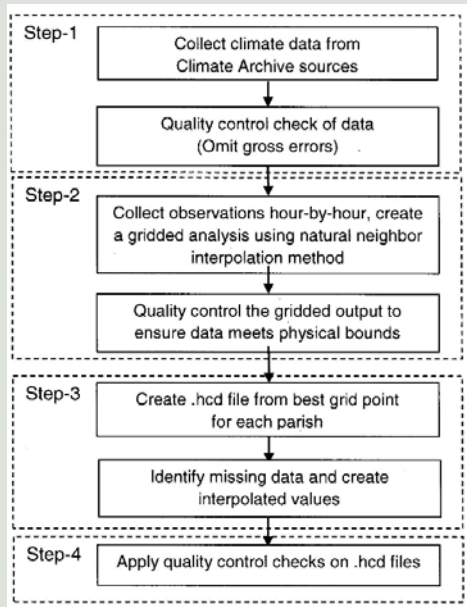 Step-1
Collect climate data from
Climate Archive sources
Quality control check of data
(Omit gross errors)
Step-2
Collect observations hour-by-hour, create
a gridded analysis using natural neighbor
interpolation method
Quality control the gridded output to
ensure data meets physical bounds
Step-3
Create .hcd file from best grid point
for each parish
Identify missing data and create
interpolated values
Step-4
Apply quality control checks on .hcd files